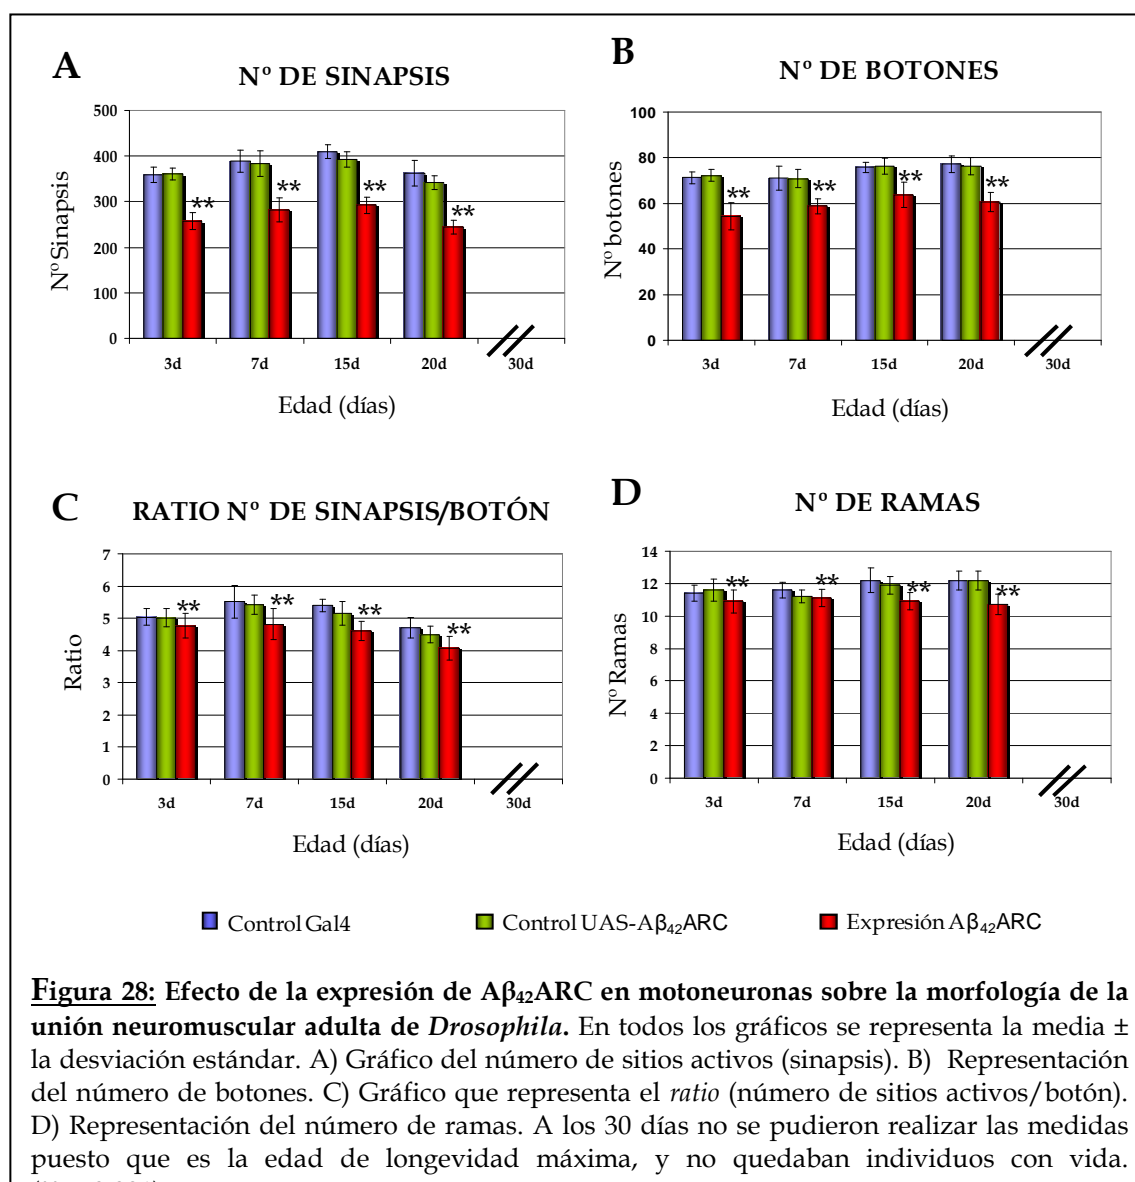 A
Nº DE SINAPSIS
500
400
300
200
100
0
Nº Sinapsis
**
**
**
**
3d
7d
15d
20d
30d
Edad (días)
B
Nº DE BOTONES
100
80
60
40
20
0
Nº botones
**
**
**
**
3d
7d
15d
20d
30d
Edad (días)
C
RATIO Nº DE SINAPSIS/BOTÓN
7
6
5
4
3
2
1
0
Ratio
**
**
**
**
3d
7d
15d
20d
30d
Edad (días)
D
Nº DE RAMAS
14
12
10
8
6
4
2
0
Nº Ramas
**
**
**
**
3d
7d
15d
20d
30d
Edad (días)
Control Gal4
Control UAS-Aβ₄₂ARC
Expresión Aβ₄₂ARC
Figura 28: Efecto de la expresión de Aβ₄₂ARC en motoneuronas sobre la morfología de la
unión neuromuscular adulta de Drosophila. En todos los gráficos se representa la media ±
la desviación estándar. A) Gráfico del número de sitios activos (sinapsis). B) Representación
del número de botones. C) Gráfico que representa el ratio (número de sitios activos/botón).
D) Representación del número de ramas. A los 30 días no se pudieron realizar las medidas
puesto que es la edad de longevidad máxima, y no quedaban individuos con vida.